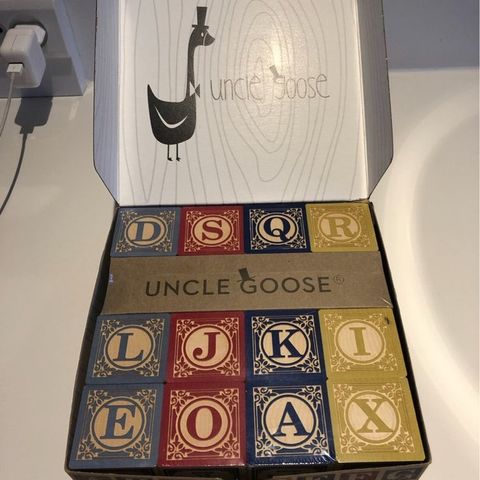 uncle goose
D S Q R
UNCLE GOOSE®
L J K I
E O A X